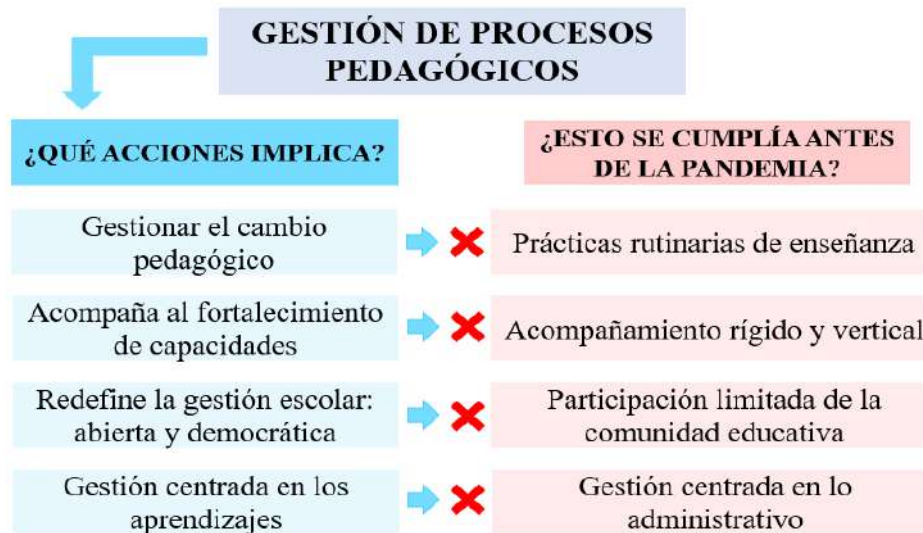 GESTIÓN DE PROCESOS
PEDAGÓGICOS
¿QUÉ ACCIONES IMPLICA?
¿ESTO SE CUMPLÍA ANTES
DE LA PANDEMIA?
Gestionar el cambio
pedagógico
Prácticas rutinarias de enseñanza
Acompaña al fortalecimiento
de capacidades
Acompañamiento rígido y vertical
Redefine la gestión escolar:
abierta y democrática
Participación limitada de la
comunidad educativa
Gestión centrada en los
aprendizajes
Gestión centrada en lo
administrativo